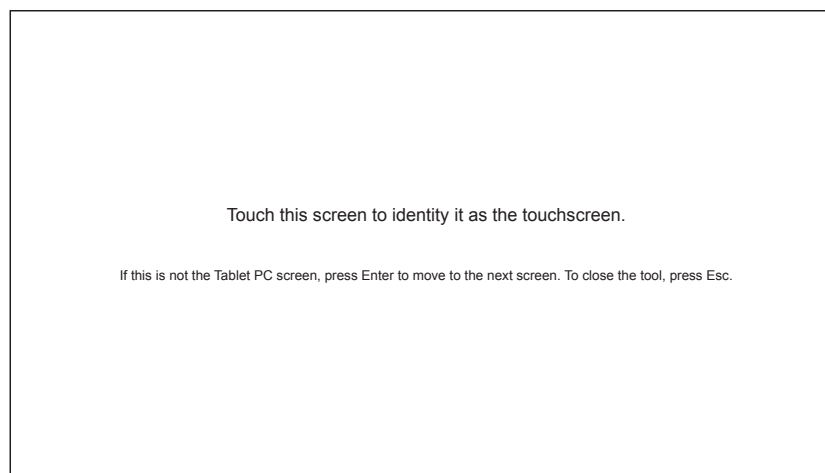 Touch this screen to identity it as the touchscreen.
If this is not the Tablet PC screen, press Enter to move to the next screen. To close the tool, press Esc.